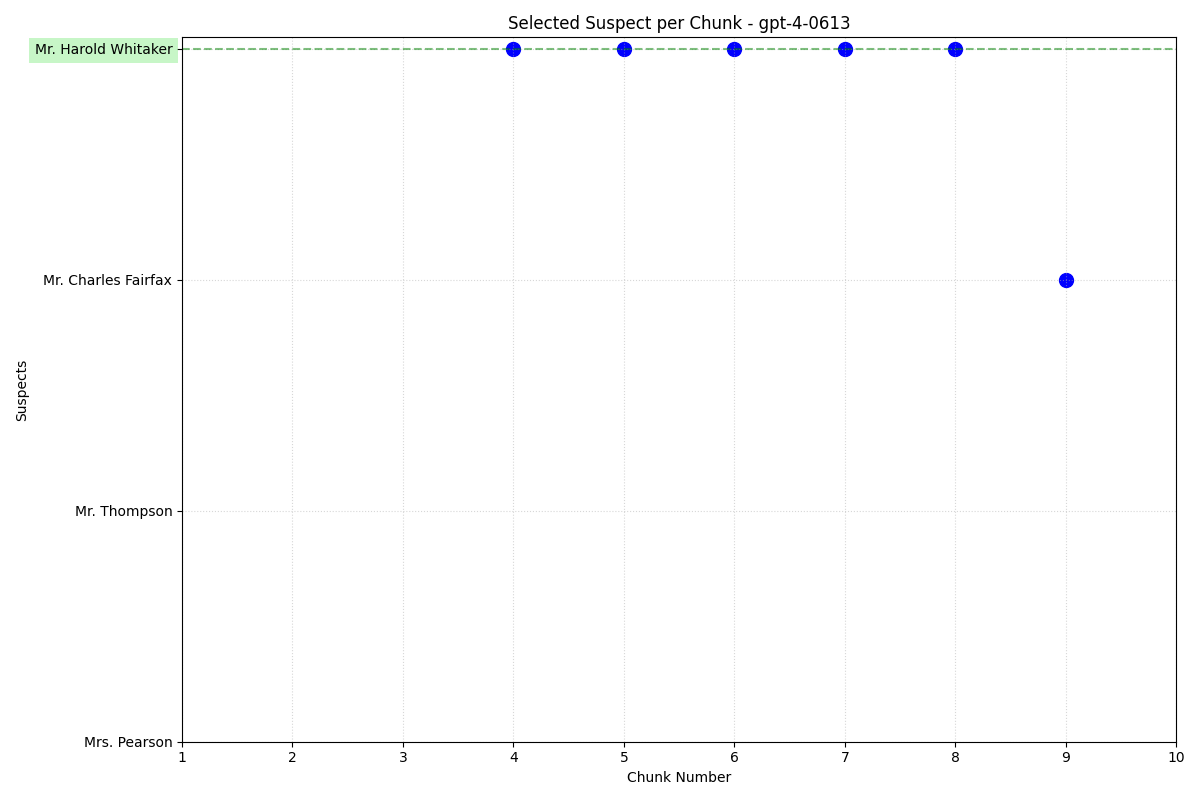 Selected Suspect per Chunk - gpt-4-0613
Mr. Harold Whitaker
Mr. Charles Fairfax
Suspects
Mr. Thompson
Mrs. Pearson
1 2 3 4 5 6 7 8 9 10
Chunk Number